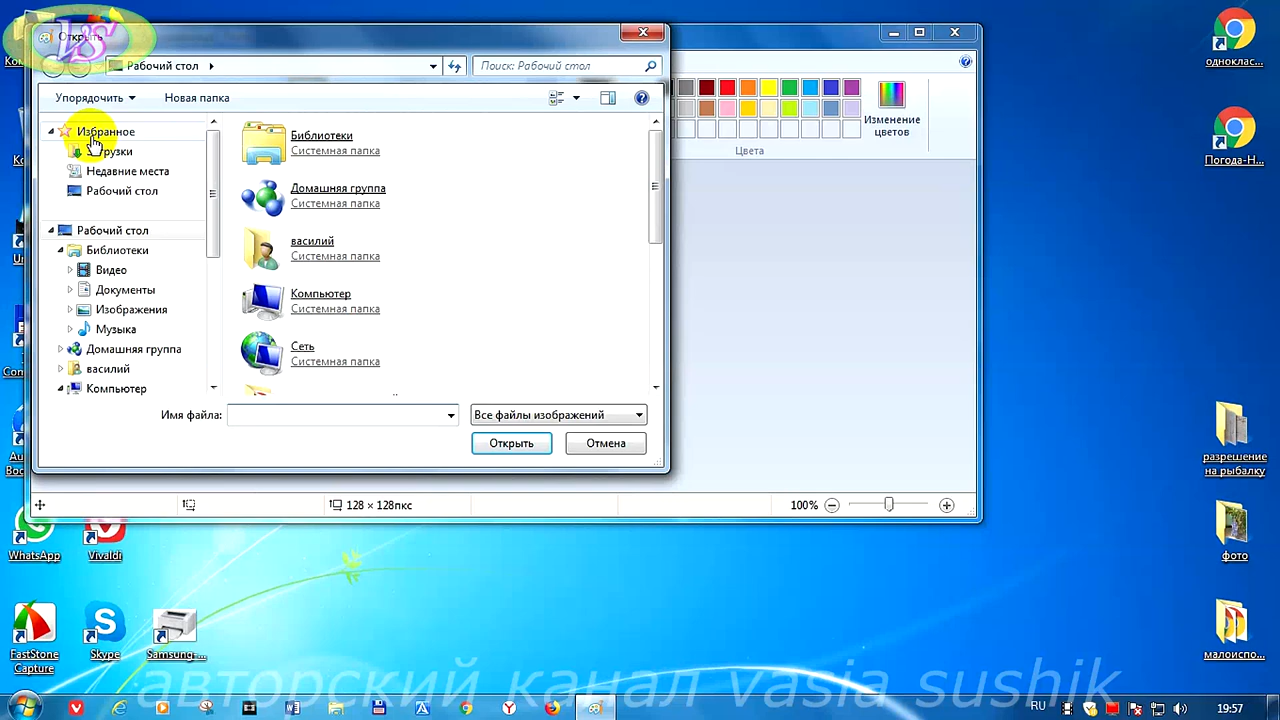 Открыть
Рабочий стол
Поиск: Рабочий стол
Упорядочить
Новая папка
Избранное
Недавние места
Рабочий стол
Рабочий стол
Библиотеки
Видео
Документы
Изображения
Музыка
Домашняя группа
василий
Компьютер
Библиотеки
Системная папка
Домашняя группа
Системная папка
василий
Системная папка
Компьютер
Системная папка
Сеть
Системная папка
Имя файла:
Все файлы изображений
Открыть
Отмена
Изменение
цветов
Цвета
128 × 128пкс
100%
одноклас...
Погода-Н...
разрешение
на рыбалку
фото
малоиспо...
WhatsApp
Vivaldi
FastStone
Capture
Skype
Samsung-...
авторский канал vasia sushik
RU
19:57